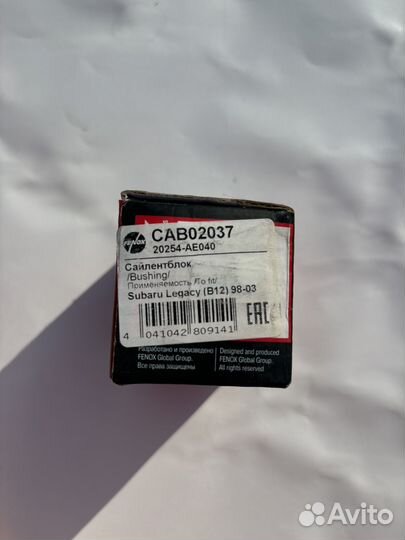 FENOX
CAB02037
20254-AE040
Сайлентблок
/Bushing/
Применяемость /To fit/
Subaru Legacy (B12) 98-03
4 041042 809141
EAC
Разработано и произведено
FENOX Global Group.
Все права защищены
Designed and produced
FENOX Global Group.
All rights reserved
Avito